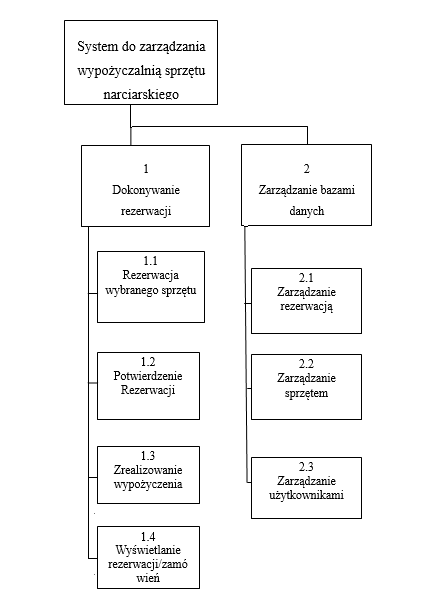 System do zarządzania
wypożyczalnią sprzętu
narciarskiego
1
Dokonywanie
rezerwacji
2
Zarządzanie bazami
danych
1.1
Rezerwacja
wybranego sprzętu
1.2
Potwierdzenie
Rezerwacji
1.3
Zrealizowanie
wypożyczenia
1.4
Wyświetlanie
rezerwacji/zamó
wień
2.1
Zarządzanie
rezerwacją
2.2
Zarządzanie
sprzętem
2.3
Zarządzanie
użytkownikami